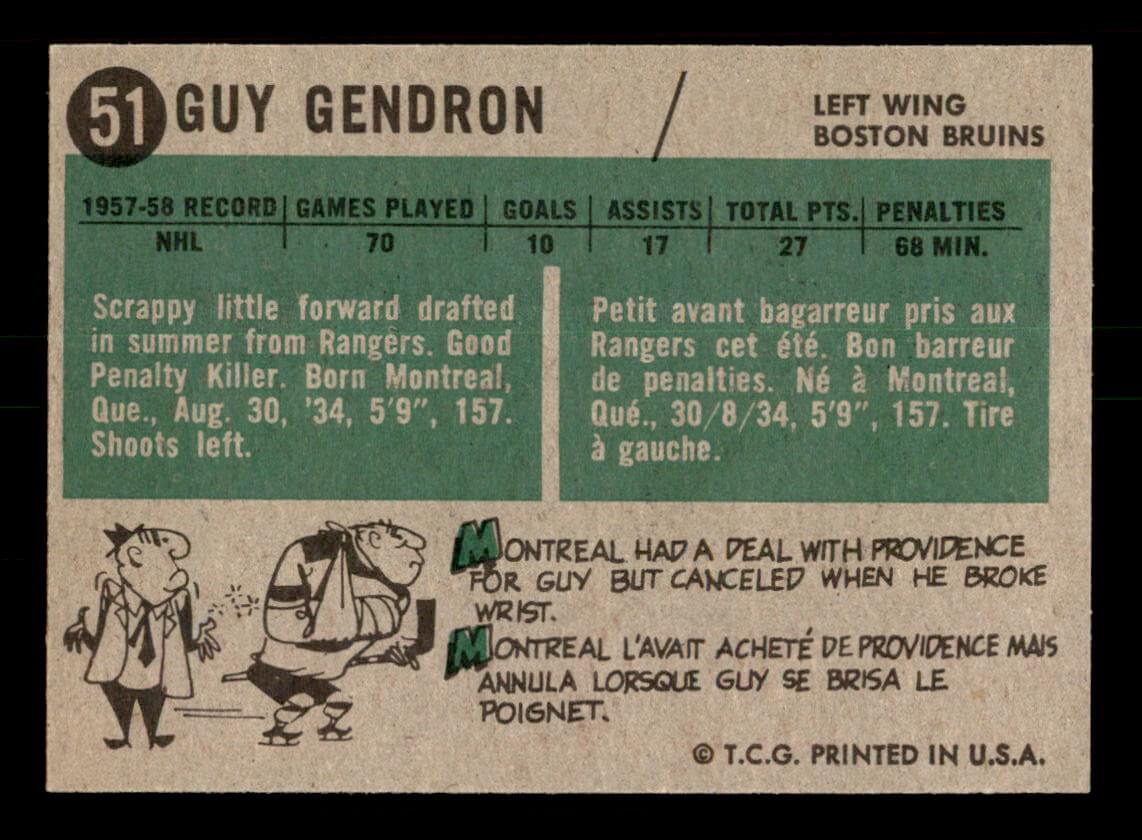 51 GUY GENDRON
LEFT WING
BOSTON BRUINS
1957-58 RECORD GAMES PLAYED GOALS ASSISTS TOTAL PTS. PENALTIES
NHL 70 10 17 27 68 MIN.
Scrappy little forward drafted
in summer from Rangers. Good
Penalty Killer. Born Montreal,
Que., Aug. 30, '34, 5'9", 157.
Shoots left.
Petit avant bagarreur pris aux
Rangers cet été. Bon barreur
de penalties. Né à Montreal,
Qué., 30/8/34, 5'9", 157. Tire
à gauche.
MONTREAL HAD A DEAL WITH PROVIDENCE
FOR GUY BUT CANCELED WHEN HE BROKE
WRIST.
MONTREAL L'AVAIT ACHETÉ DE PROVIDENCE MAIS
ANNULA LORSQUE GUY SE BRISA LE
POIGNET.
© T.C.G. PRINTED IN U.S.A.